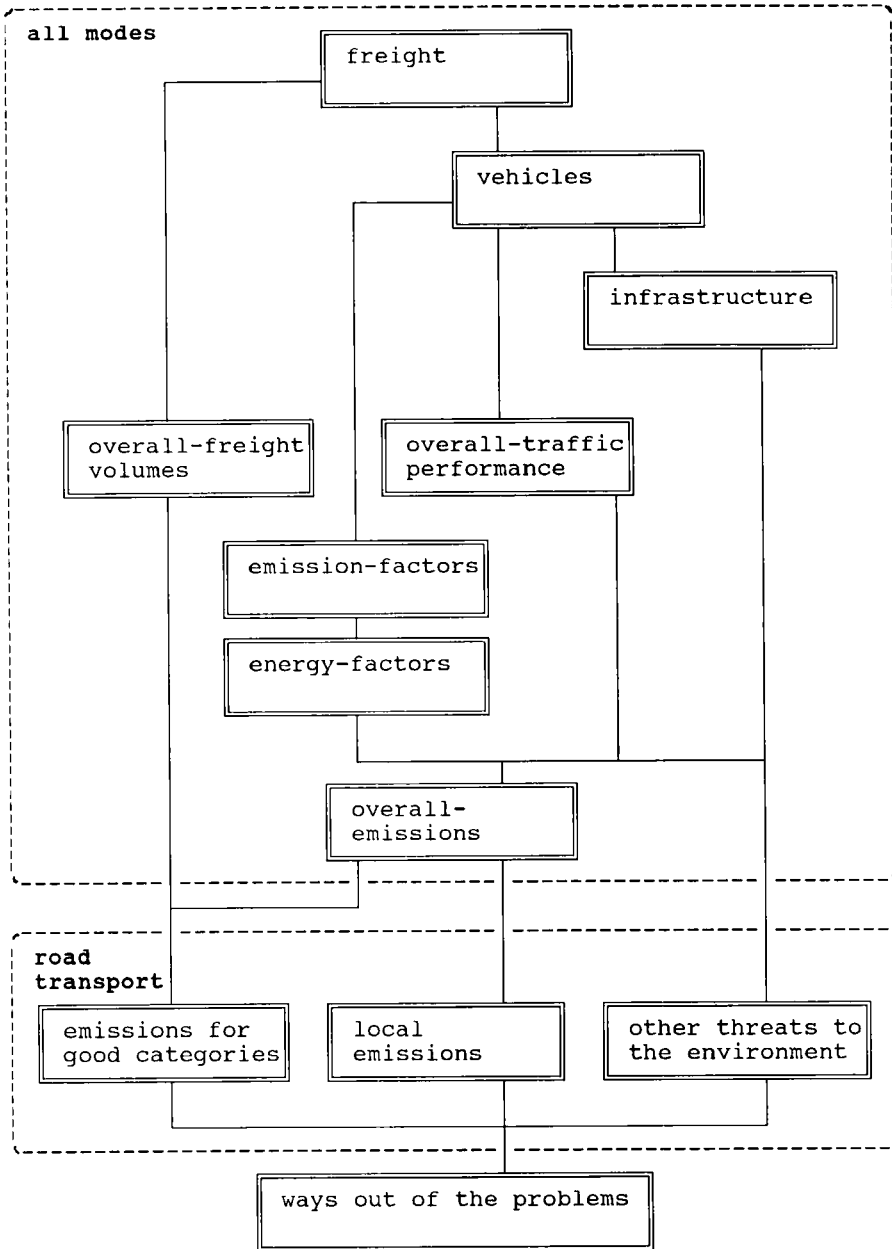 all modes
freight
vehicles
infrastructure
overall-freight
volumes
overall-traffic
performance
emission-factors
energy-factors
overall-
emissions
road
transport
emissions for
good categories
local
emissions
other threats to
the environment
ways out of the problems